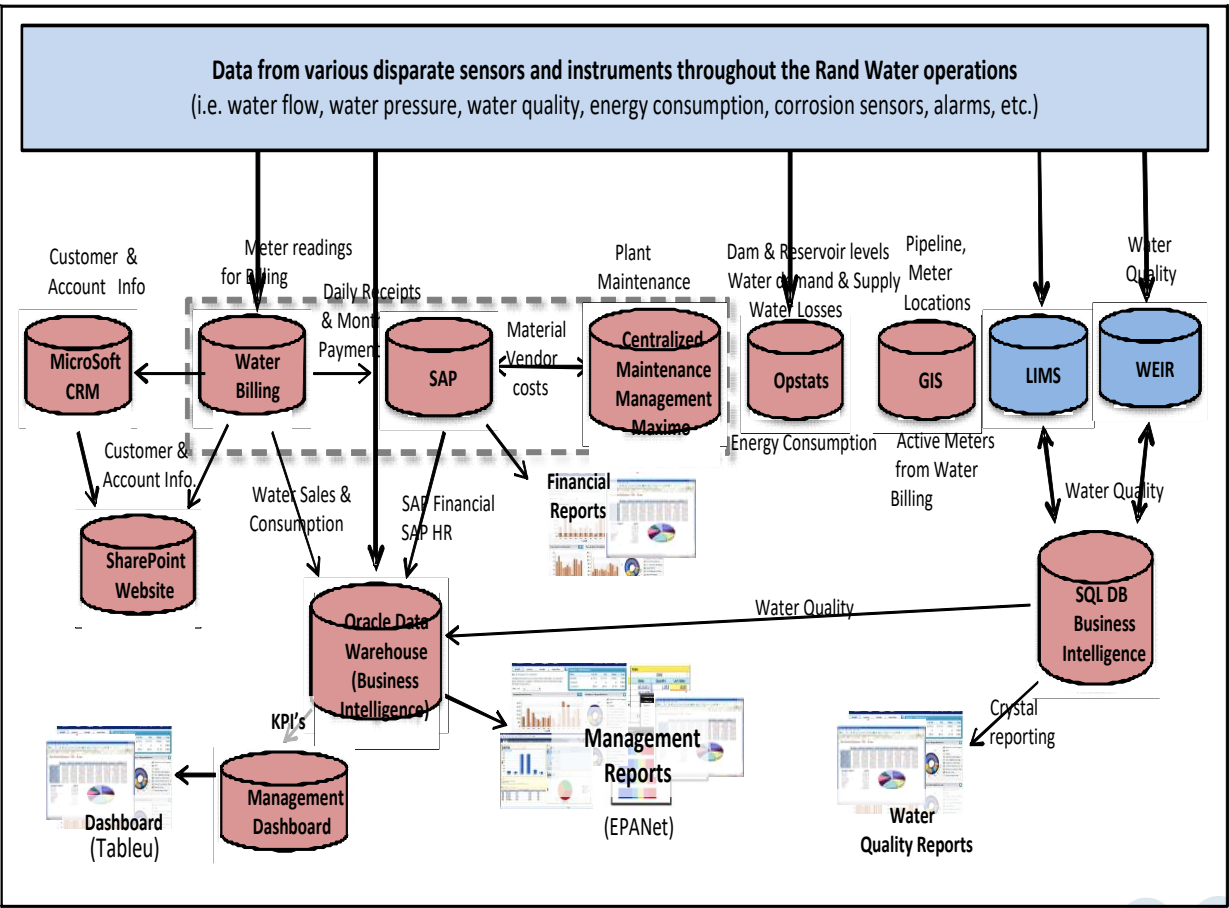 Data from various disparate sensors and instruments throughout the Rand Water operations
(i.e. water flow, water pressure, water quality, energy consumption, corrosion sensors, alarms, etc.)
Customer &
Account Info
Meter readings
for Billing
Daily Receipts
& Mont
Payment
Plant
Maintenance
Dam & Reservoir levels
Water demand & Supply
Water Losses
Pipeline,
Meter
Locations
Water
Quality
MicroSoft
CRM
Water
Billing
SAP
Material
Vendor
costs
Centralized
Maintenance
Management
Maximo
Opstats
GIS
LIMS
WEIR
Customer &
Account Info.
Water Sales &
Consumption
SAP Financial
SAP HR
Financial
Reports
Energy Consumption
Active Meters
from Water
Billing
Water Quality
SharePoint
Website
Oracle Data
Warehouse
(Business
Intelligence)
Water Quality
SQL DB
Business
Intelligence
KPI's
Management
Reports
(EPANet)
Crystal
reporting
Dashboard
(Tableu)
Management
Dashboard
Water
Quality Reports